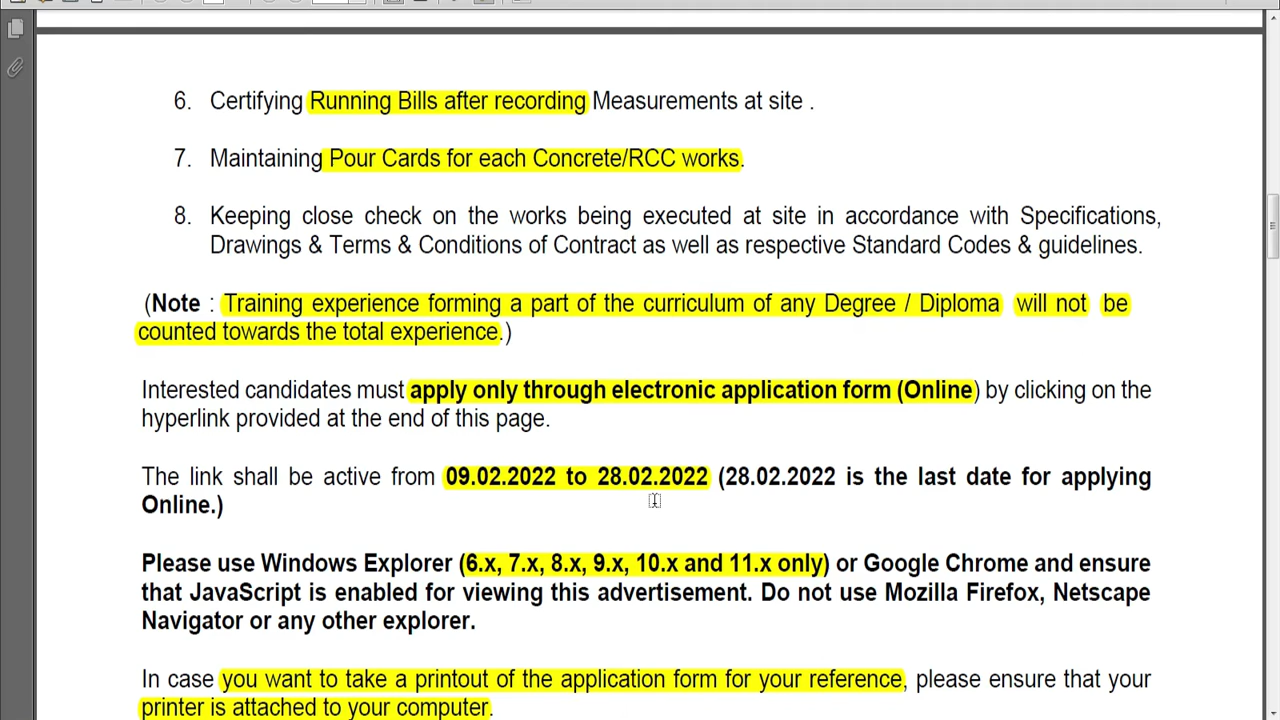 6. Certifying Running Bills after recording Measurements at site .
7. Maintaining Pour Cards for each Concrete/RCC works.
8. Keeping close check on the works being executed at site in accordance with Specifications,
Drawings & Terms & Conditions of Contract as well as respective Standard Codes & guidelines.
(Note : Training experience forming a part of the curriculum of any Degree / Diploma will not be
counted towards the total experience.)
Interested candidates must apply only through electronic application form (Online) by clicking on the
hyperlink provided at the end of this page.
The link shall be active from 09.02.2022 to 28.02.2022 (28.02.2022 is the last date for applying
Online.)
Please use Windows Explorer (6.x, 7.x, 8.x, 9.x, 10.x and 11.x only) or Google Chrome and ensure
that JavaScript is enabled for viewing this advertisement. Do not use Mozilla Firefox, Netscape
Navigator or any other explorer.
In case you want to take a printout of the application form for your reference, please ensure that your
printer is attached to your computer.